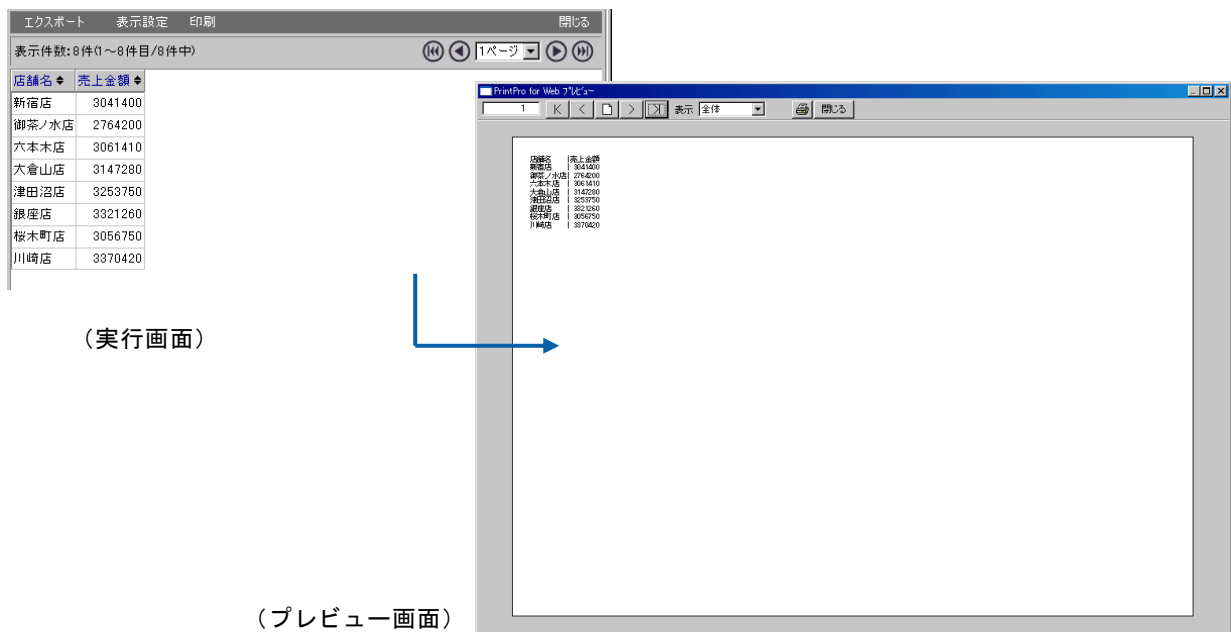 エクスポート 表示設定 印刷 閉じる
表示件数:8件(1～8件目/8件中) 1ページ
店舗名 売上金額
新宿店 3041400
御茶ノ水店 2764200
六本木店 3061410
大倉山店 3147280
津田沼店 3253750
銀座店 3321260
桜木町店 3056750
川崎店 3370420
(実行画面)
PrintPro for Web プレビュー
1 表示 全体 閉じる
店舗名 |売上金額
新宿店 | 3041400
御茶ノ水店| 2764200
六本木店 | 3061410
大倉山店 | 3147280
津田沼店 | 3253750
銀座店 | 3321260
桜木町店 | 3056750
川崎店 | 3370420
(プレビュー画面)